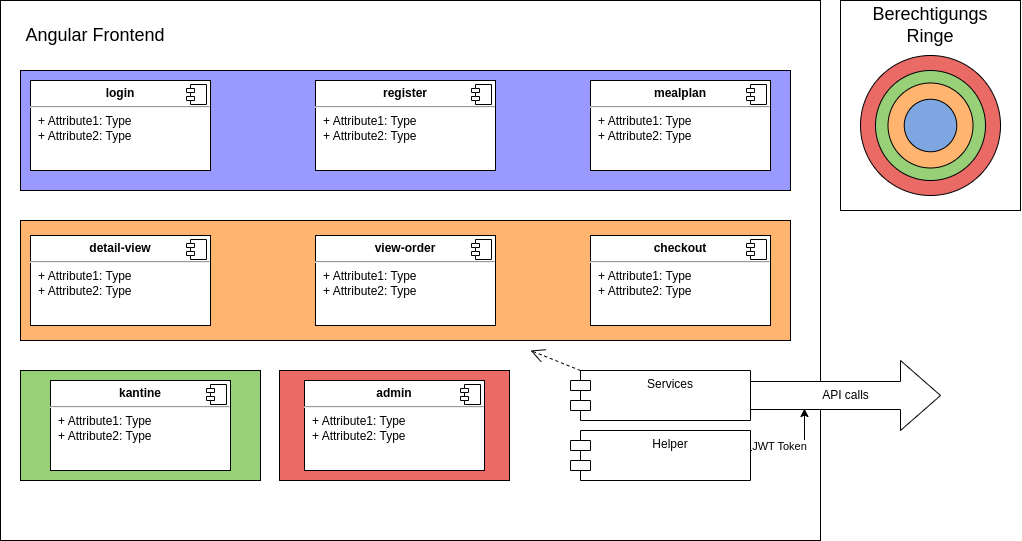 Angular Frontend
Berechtigungs
Ringe
login
+ Attribute1: Type
+ Attribute2: Type
register
+ Attribute1: Type
+ Attribute2: Type
mealplan
+ Attribute1: Type
+ Attribute2: Type
detail-view
+ Attribute1: Type
+ Attribute2: Type
view-order
+ Attribute1: Type
+ Attribute2: Type
checkout
+ Attribute1: Type
+ Attribute2: Type
kantine
+ Attribute1: Type
+ Attribute2: Type
admin
+ Attribute1: Type
+ Attribute2: Type
Services
API calls
Helper
JWT Token